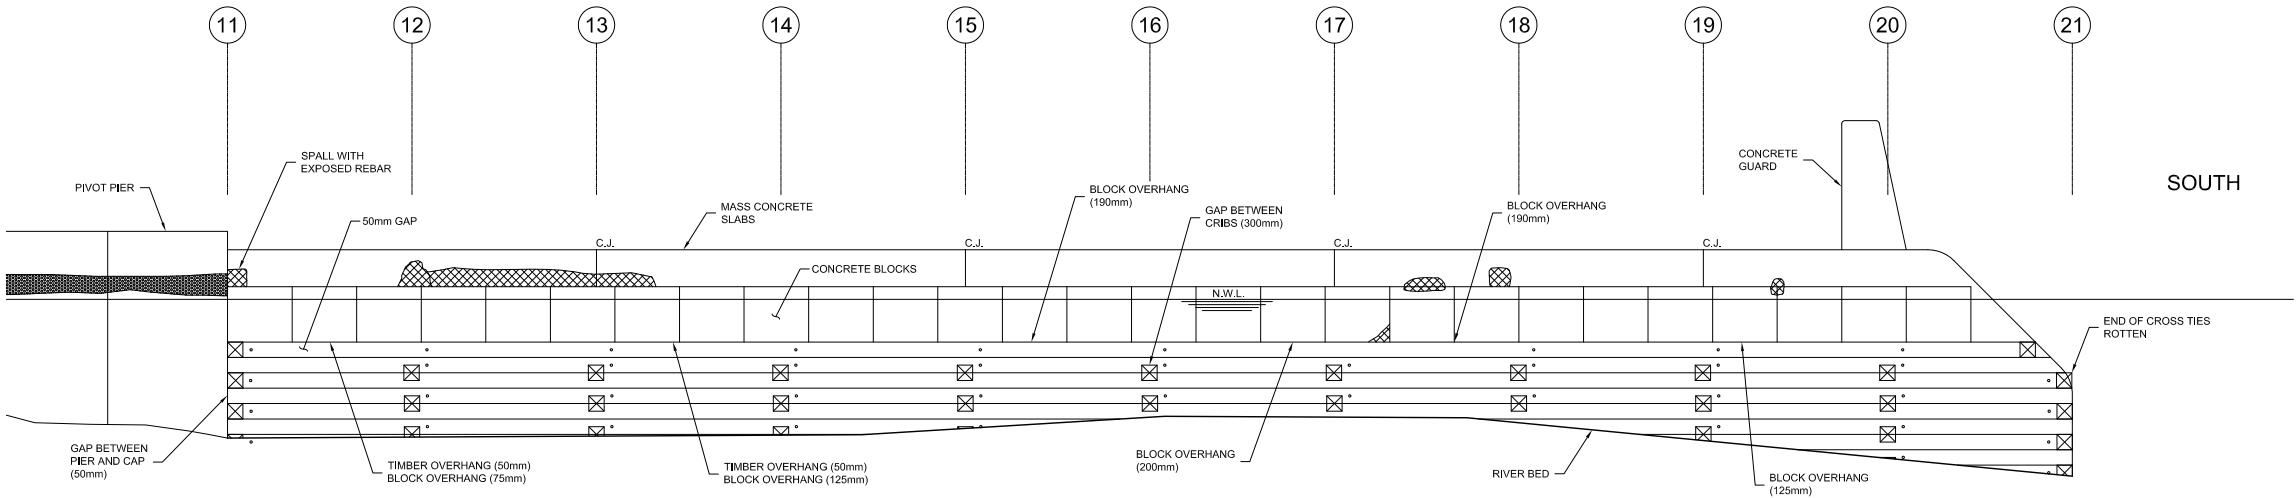 11 12 13 14 15 16 17 18 19 20 21
SPALL WITH
EXPOSED REBAR
PIVOT PIER
50mm GAP
MASS CONCRETE
SLABS
BLOCK OVERHANG
(190mm)
GAP BETWEEN
CRIBS (300mm)
BLOCK OVERHANG
(190mm)
CONCRETE
GUARD
SOUTH
C.J. C.J. C.J. C.J.
CONCRETE BLOCKS
N.W.L.
END OF CROSS TIES
ROTTEN
GAP BETWEEN
PIER AND CAP
(50mm)
TIMBER OVERHANG (50mm)
BLOCK OVERHANG (75mm)
TIMBER OVERHANG (50mm)
BLOCK OVERHANG (125mm)
BLOCK OVERHANG
(200mm)
RIVER BED
BLOCK OVERHANG
(125mm)